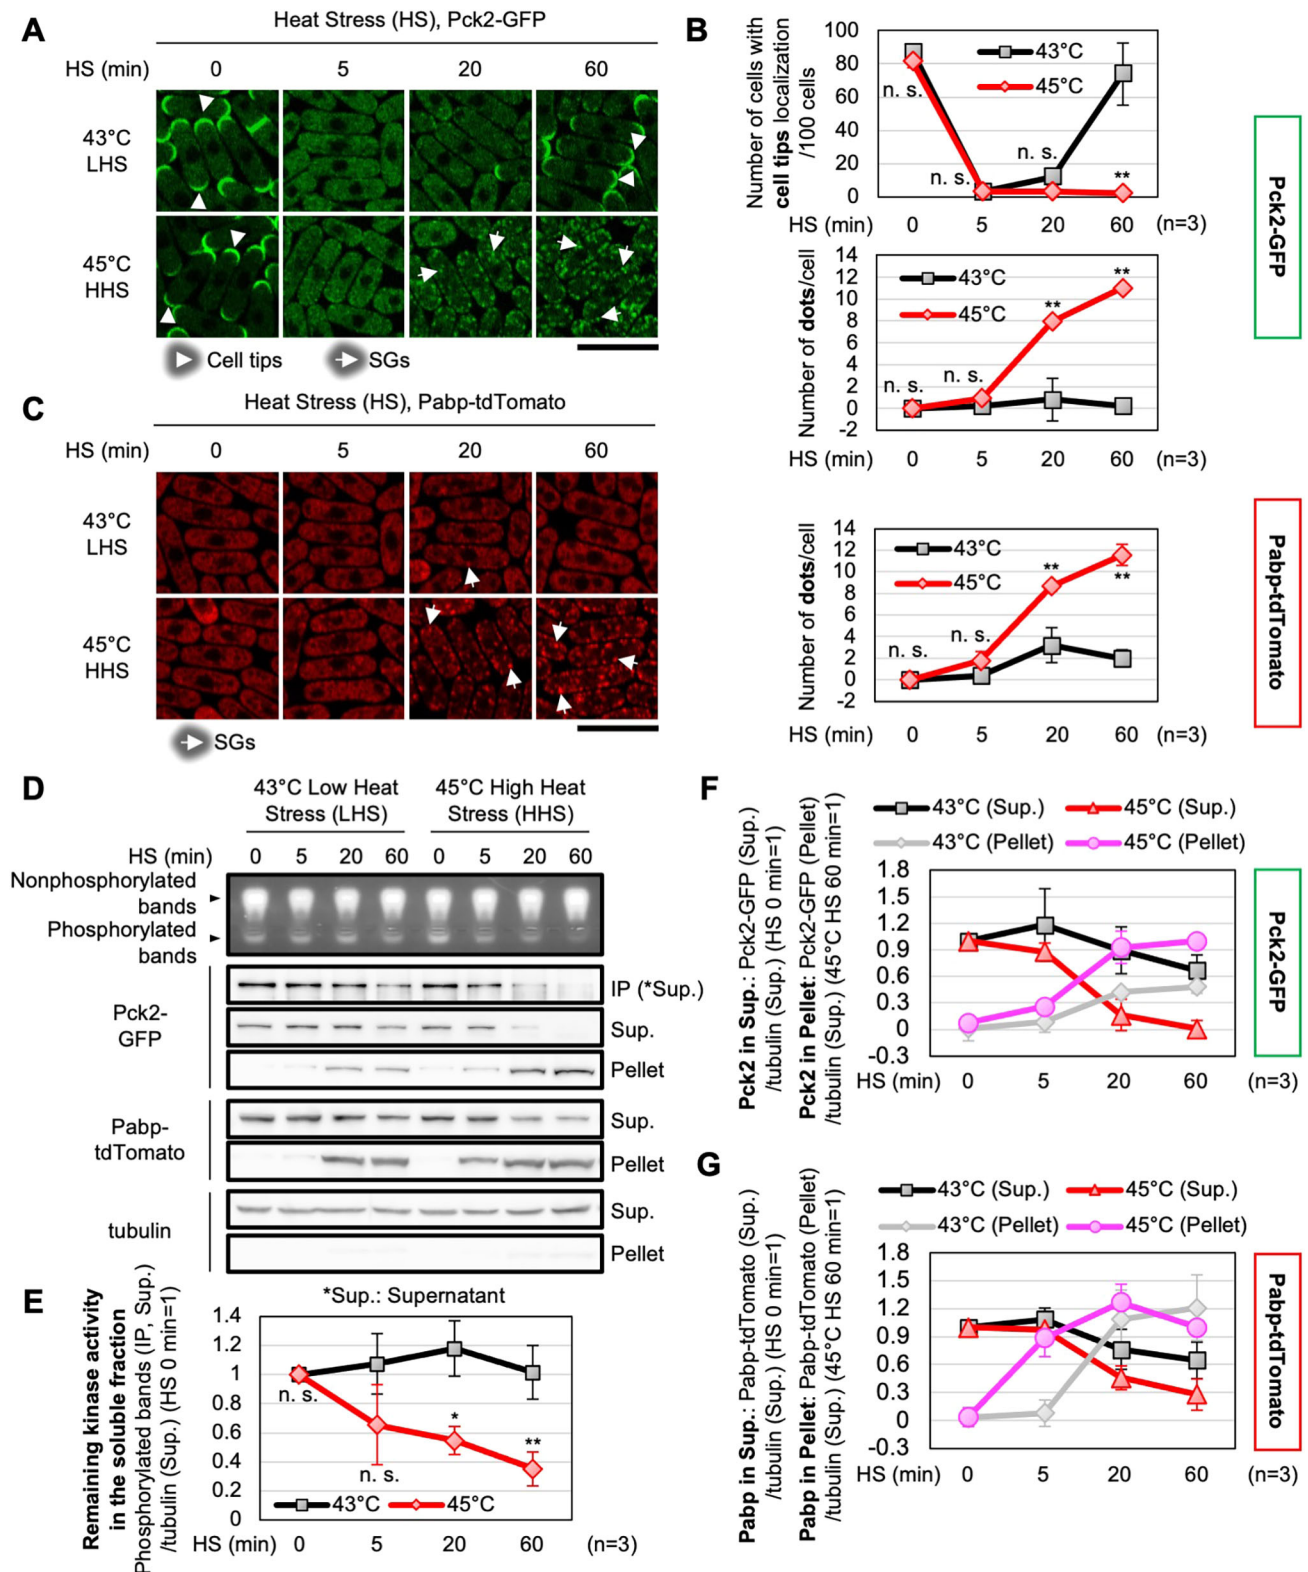 A
Heat Stress (HS), Pck2-GFP
HS (min) 0 5 20 60
43°C
LHS
45°C
HHS
Cell tips
SGs
B
Number of cells with
cell tips localization
/100 cells
100
80
60
40
20
0
43°C
45°C
n. s.
n. s.
n. s.
**
HS (min) 0 5 20 60 (n=3)
Number of dots/cell
14
12
10
8
6
4
2
0
-2
43°C
45°C
n. s.
n. s.
**
**
HS (min) 0 5 20 60 (n=3)
Pck2-GFP
C
Heat Stress (HS), Pabp-tdTomato
HS (min) 0 5 20 60
43°C
LHS
45°C
HHS
SGs
Number of dots/cell
14
12
10
8
6
4
2
0
-2
43°C
45°C
n. s.
n. s.
**
**
HS (min) 0 5 20 60 (n=3)
Pabp-tdTomato
D
43°C Low Heat
Stress (LHS)
45°C High Heat
Stress (HHS)
HS (min) 0 5 20 60 0 5 20 60
Nonphosphorylated
bands
Phosphorylated
bands
Pck2-
GFP
IP (*Sup.)
Sup.
Pellet
Pabp-
tdTomato
Sup.
Pellet
tubulin
Sup.
Pellet
*Sup.: Supernatant
E
Remaining kinase activity
in the soluble fraction
Phosphorylated bands (IP, Sup.)
/tubulin (Sup.) (HS 0 min=1)
1.4
1.2
1
0.8
0.6
0.4
0.2
0
n. s.
n. s.
*
**
43°C
45°C
HS (min) 0 5 20 60 (n=3)
F
43°C (Sup.)
45°C (Sup.)
43°C (Pellet)
45°C (Pellet)
Pck2 in Sup.: Pck2-GFP (Sup.)
/tubulin (Sup.) (HS 0 min=1)
Pck2 in Pellet: Pck2-GFP (Pellet)
/tubulin (Sup.) (45°C HS 60 min=1)
1.8
1.5
1.2
0.9
0.6
0.3
0
-0.3
HS (min) 0 5 20 60 (n=3)
Pck2-GFP
G
43°C (Sup.)
45°C (Sup.)
43°C (Pellet)
45°C (Pellet)
Pabp in Sup.: Pabp-tdTomato (Sup.)
/tubulin (Sup.) (HS 0 min=1)
Pabp in Pellet: Pabp-tdTomato (Pellet)
/tubulin (Sup.) (45°C HS 60 min=1)
1.8
1.5
1.2
0.9
0.6
0.3
0
-0.3
HS (min) 0 5 20 60 (n=3)
Pabp-tdTomato